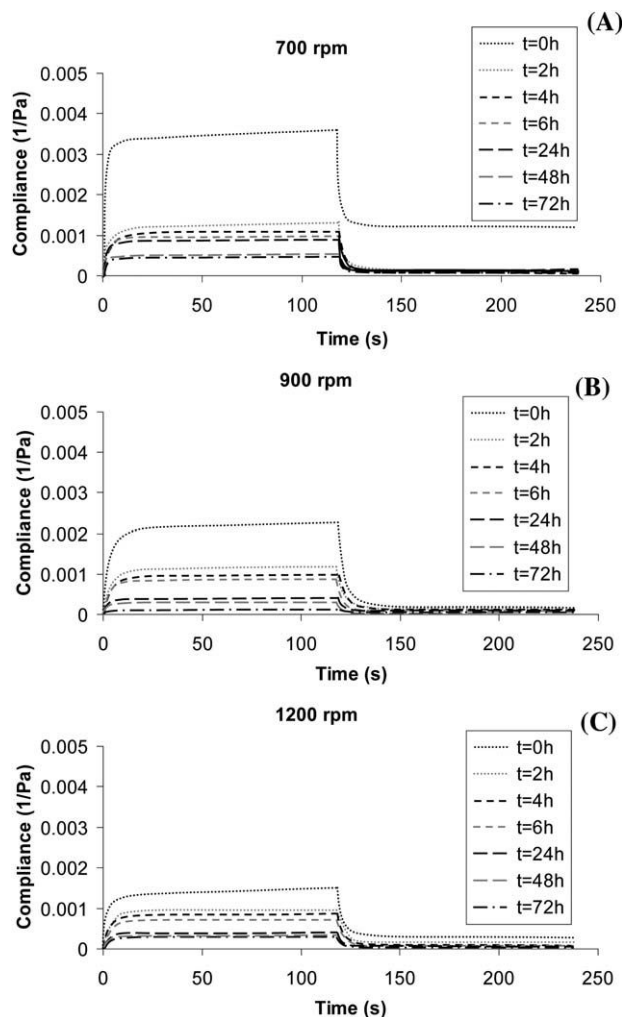 (A)
700 rpm
t=0h
t=2h
t=4h
t=6h
t=24h
t=48h
t=72h
Compliance (1/Pa)
0.005
0.004
0.003
0.002
0.001
0
0 50 100 150 200 250
Time (s)
900 rpm
(B)
t=0h
t=2h
t=4h
t=6h
t=24h
t=48h
t=72h
Compliance (1/Pa)
0.005
0.004
0.003
0.002
0.001
0
0 50 100 150 200 250
Time (s)
1200 rpm
(C)
t=0h
t=2h
t=4h
t=6h
t=24h
t=48h
t=72h
Compliance (1/Pa)
0.005
0.004
0.003
0.002
0.001
0
0 50 100 150 200 250
Time (s)